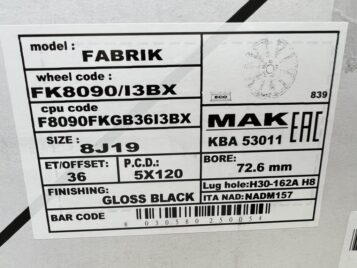 model : FABRIK
wheel code :
FK8090/I3BX
ECO
839
cpu code
F8090FKGB36I3BX
MAK EAC
KBA 53011
SIZE :
8J19
BORE:
72.6 mm
ET/OFFSET:
36
P.C.D.:
5X120
Lug hole:H30-162A H8
FINISHING:
GLOSS BLACK
ITA NAD:NADM157
BAR CODE